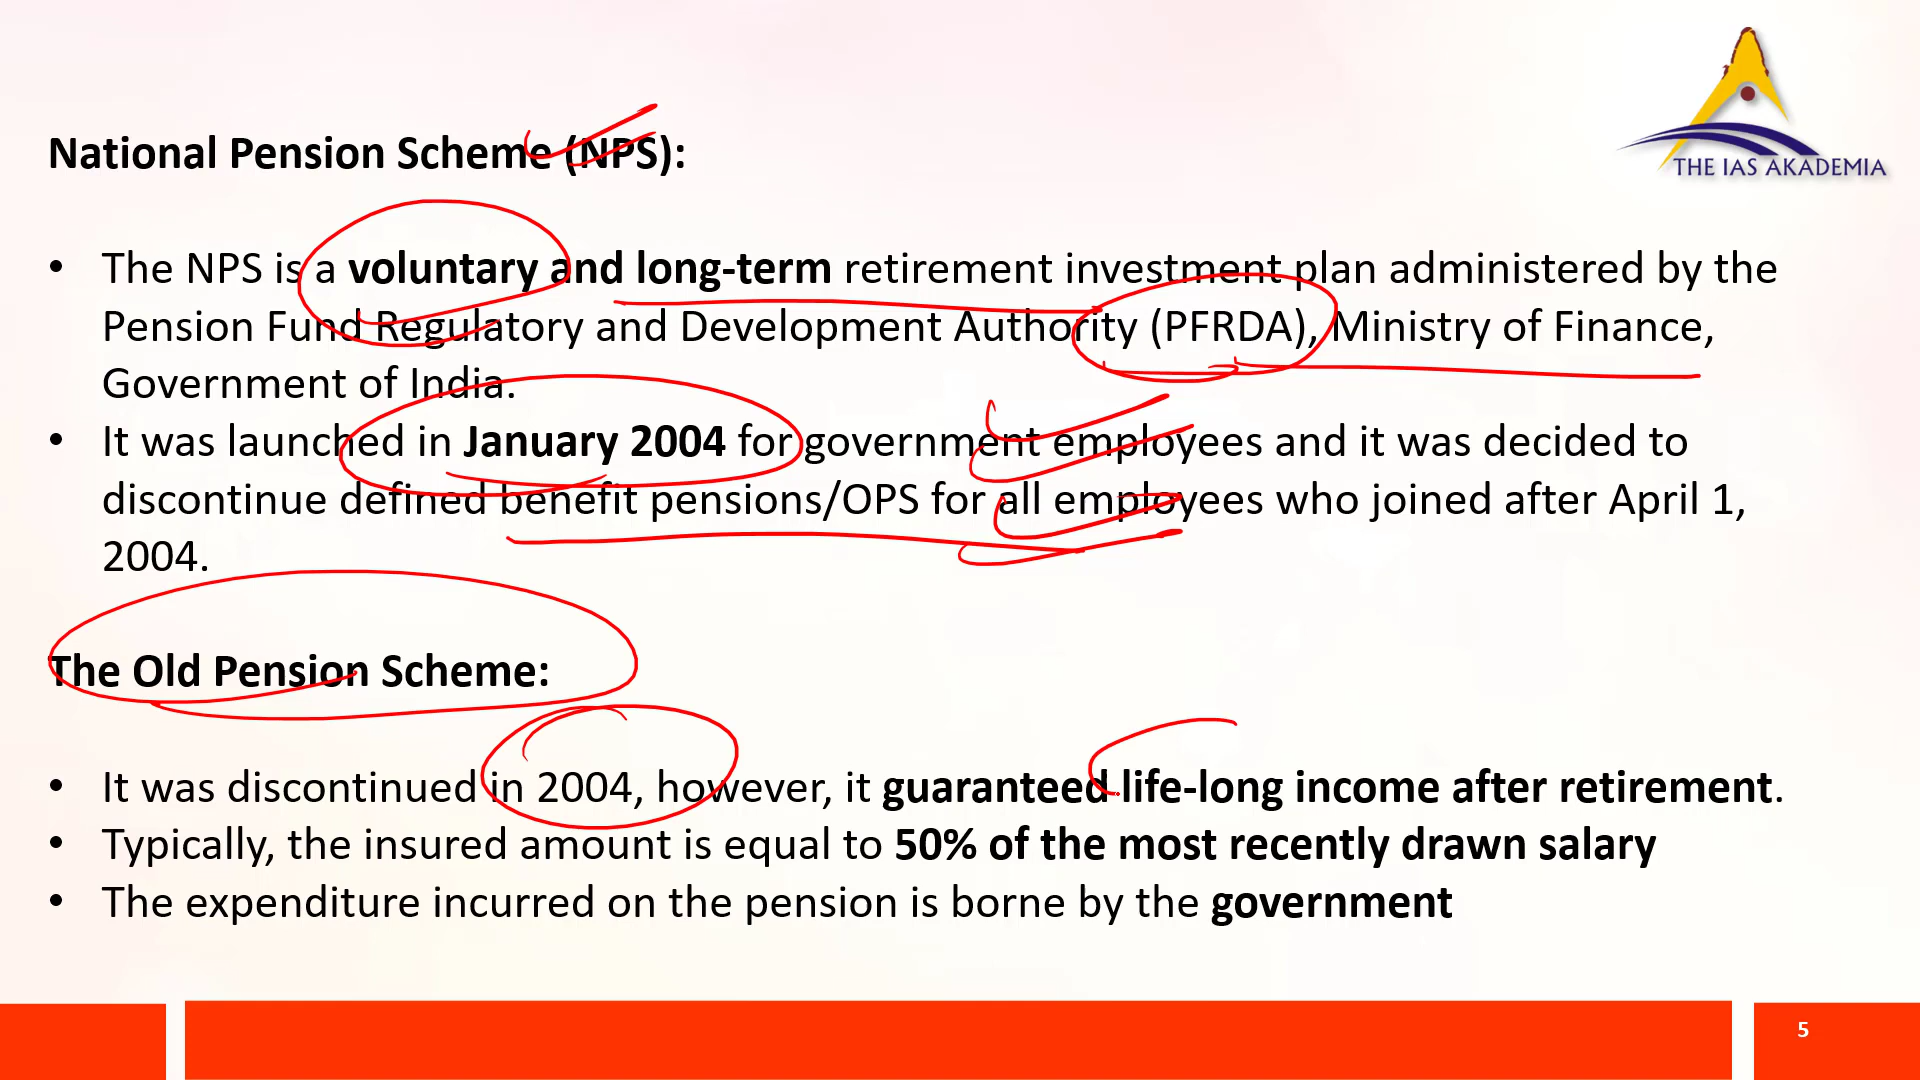 THE IAS AKADEMIA
National Pension Scheme (NPS):
• The NPS is a voluntary and long-term retirement investment plan administered by the
Pension Fund Regulatory and Development Authority (PFRDA), Ministry of Finance,
Government of India.
• It was launched in January 2004 for government employees and it was decided to
discontinue defined benefit pensions/OPS for all employees who joined after April 1,
2004.
The Old Pension Scheme:
• It was discontinued in 2004, however, it guaranteed life-long income after retirement.
• Typically, the insured amount is equal to 50% of the most recently drawn salary
• The expenditure incurred on the pension is borne by the government
5